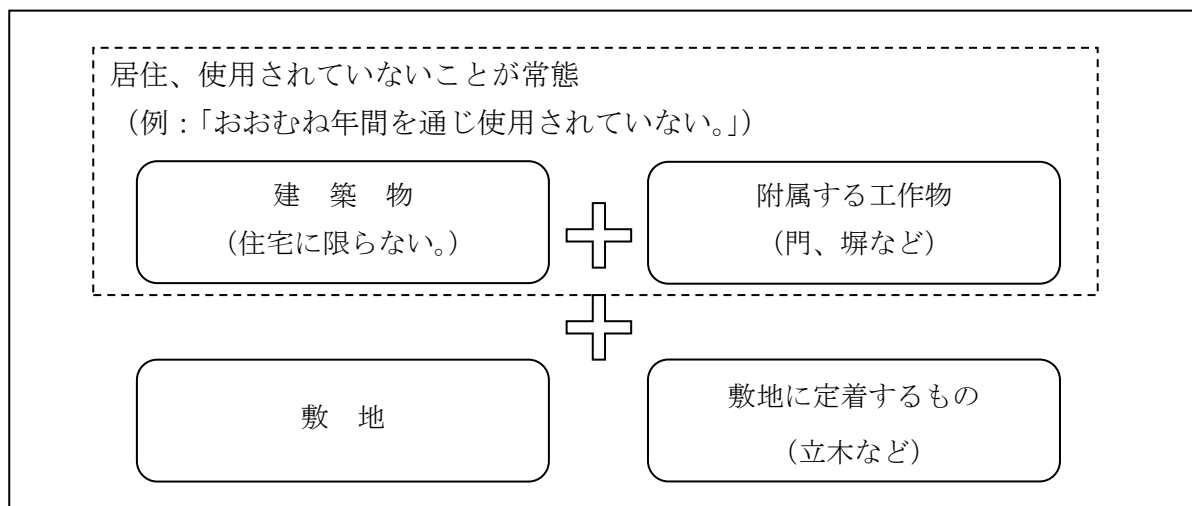 居住、使用されていないことが常態
（例：「おおむね年間を通じ使用されていない。」）
建　築　物
（住宅に限らない。）
附属する工作物
（門、塀など）
敷　地
敷地に定着するもの
（立木など）